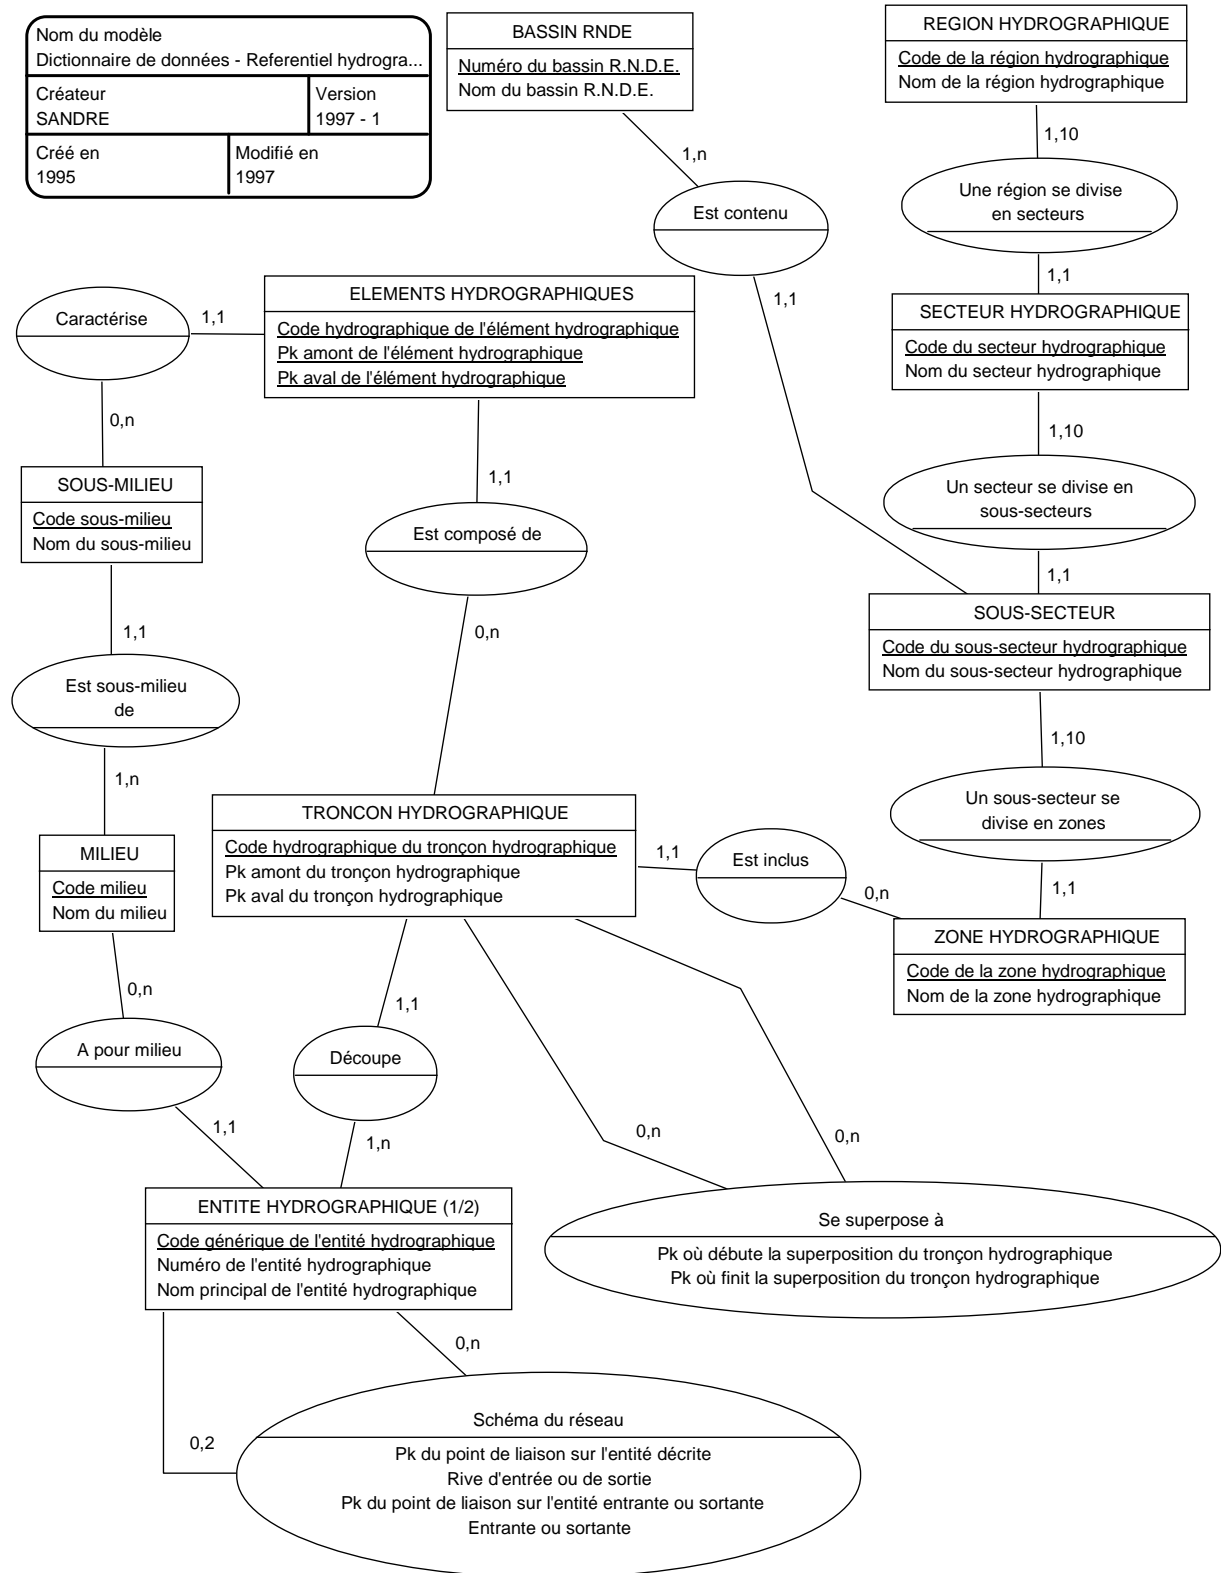 Nom du modèle
Dictionnaire de données - Referentiel hydrogra...
Créateur
SANDRE
Version
1997 - 1
Créé en
1995
Modifié en
1997
BASSIN RNDE
Numéro du bassin R.N.D.E.
Nom du bassin R.N.D.E.
REGION HYDROGRAPHIQUE
Code de la région hydrographique
Nom de la région hydrographique
1,n
1,10
Est contenu
Une région se divise
en secteurs
1,1
1,1
Caractérise
1,1
ELEMENTS HYDROGRAPHIQUES
Code hydrographique de l'élément hydrographique
Pk amont de l'élément hydrographique
Pk aval de l'élément hydrographique
SECTEUR HYDROGRAPHIQUE
Code du secteur hydrographique
Nom du secteur hydrographique
0,n
1,10
SOUS-MILIEU
Code sous-milieu
Nom du sous-milieu
1,1
Est composé de
Un secteur se divise en
sous-secteurs
1,1
1,1
0,n
SOUS-SECTEUR
Code du sous-secteur hydrographique
Nom du sous-secteur hydrographique
Est sous-milieu
de
1,n
1,10
TRONCON HYDROGRAPHIQUE
Code hydrographique du tronçon hydrographique
Pk amont du tronçon hydrographique
Pk aval du tronçon hydrographique
Un sous-secteur se
divise en zones
MILIEU
Code milieu
Nom du milieu
1,1
Est inclus
0,n
1,1
ZONE HYDROGRAPHIQUE
Code de la zone hydrographique
Nom de la zone hydrographique
0,n
1,1
A pour milieu
Découpe
1,1
1,n
0,n
0,n
ENTITE HYDROGRAPHIQUE (1/2)
Code générique de l'entité hydrographique
Numéro de l'entité hydrographique
Nom principal de l'entité hydrographique
Se superpose à
Pk où débute la superposition du tronçon hydrographique
Pk où finit la superposition du tronçon hydrographique
0,n
0,2
Schéma du réseau
Pk du point de liaison sur l'entité décrite
Rive d'entrée ou de sortie
Pk du point de liaison sur l'entité entrante ou sortante
Entrante ou sortante